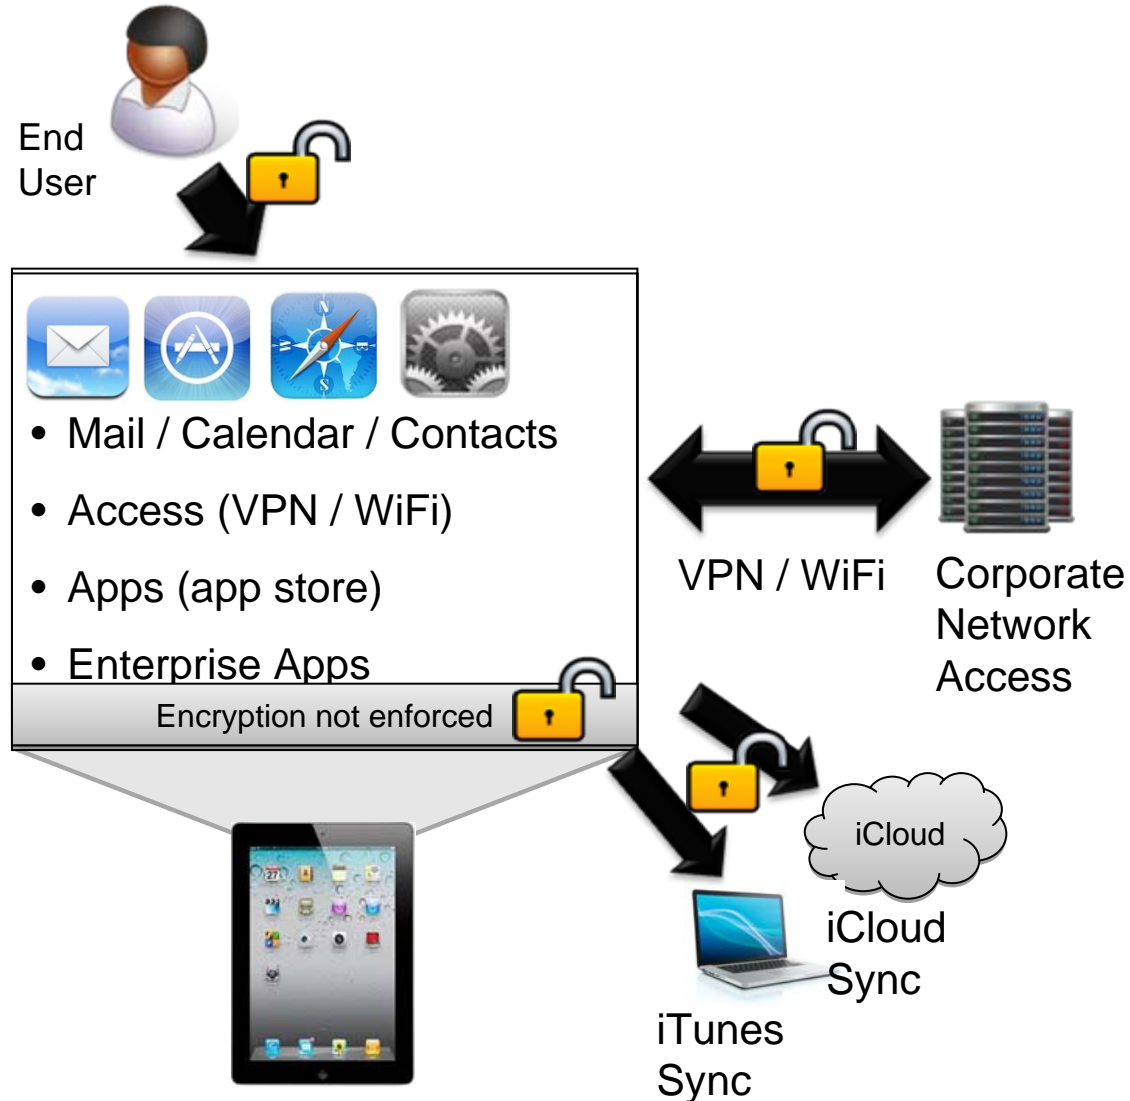 End
User
• Mail / Calendar / Contacts
• Access (VPN / WiFi)
• Apps (app store)
• Enterprise Apps
Encryption not enforced
VPN / WiFi
Corporate
Network
Access
iCloud
iCloud
Sync
iTunes
Sync
N
E
S
W
27